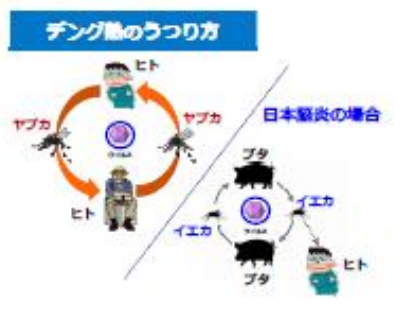 デング熱のうつり方
ヒト
ヤブカ
ヤブカ
ウイルス
ヒト
日本脳炎の場合
ブタ
イエカ
イエカ
ウイルス
ブタ
ヒト